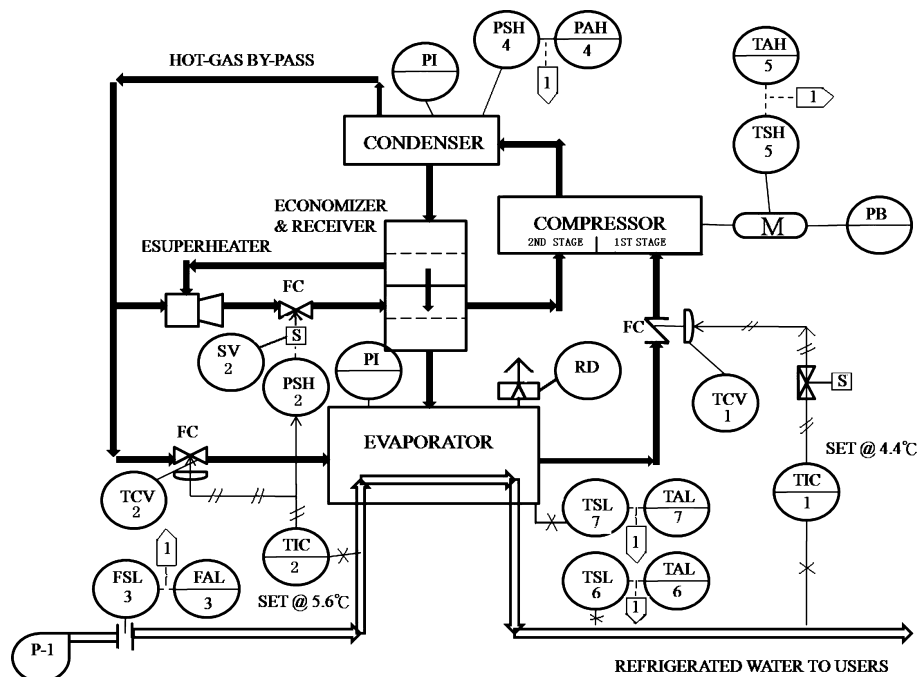 PSH
4
PAH
4
TAH
5
HOT-GAS BY-PASS
PI
1
1
CONDENSER
TSH
5
ECONOMIZER
& RECEIVER
COMPRESSOR
2ND STAGE
1ST STAGE
M
PB
ESUPERHEATER
FC
FC
SV
2
S
PSH
2
PI
RD
TCV
1
S
FC
EVAPORATOR
SET @ 4.4℃
TCV
2
TIC
1
TSL
7
TAL
7
1
TIC
2
1
FSL
3
FAL
3
SET @ 5.6℃
TSL
6
TAL
6
1
P-1
REFRIGERATED WATER TO USERS